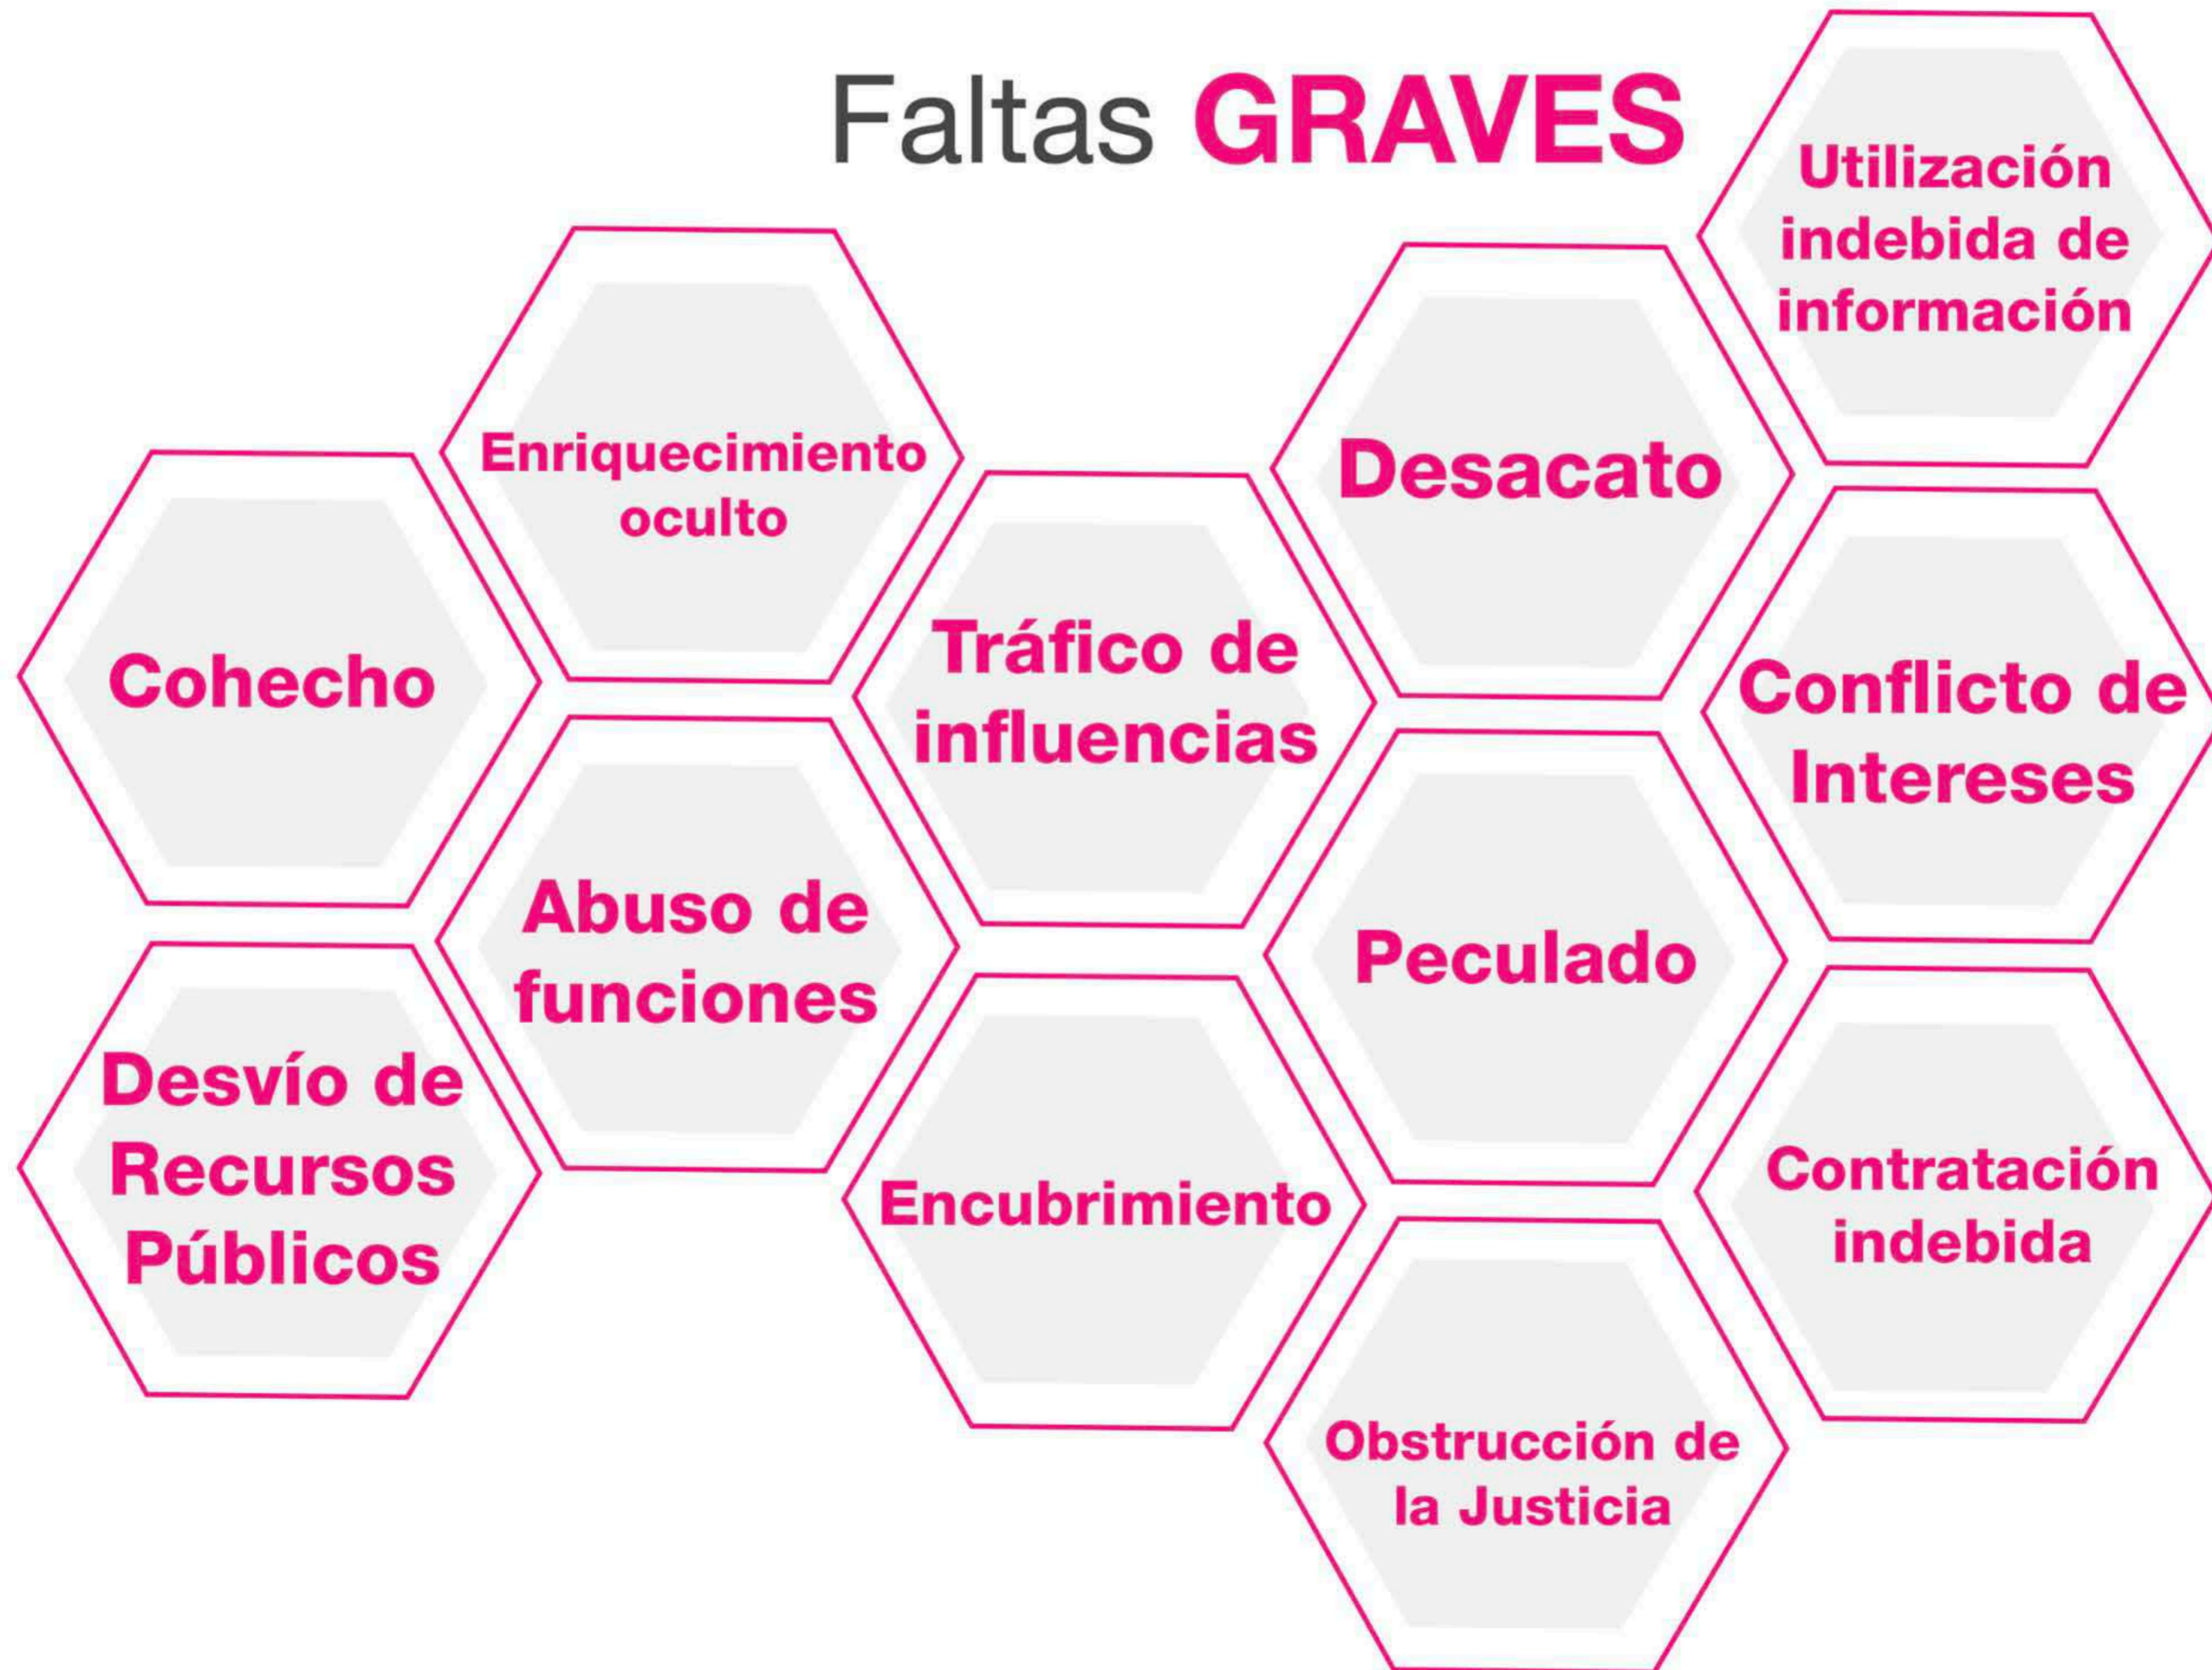 Faltas GRAVES
Utilización
indebida de
información
Enriquecimiento
oculto
Desacato
Cohecho
Tráfico de
influencias
Conflicto de
Intereses
Abuso de
funciones
Peculado
Desvío de
Recursos
Públicos
Encubrimiento
Contratación
indebida
Obstrucción de
la Justicia